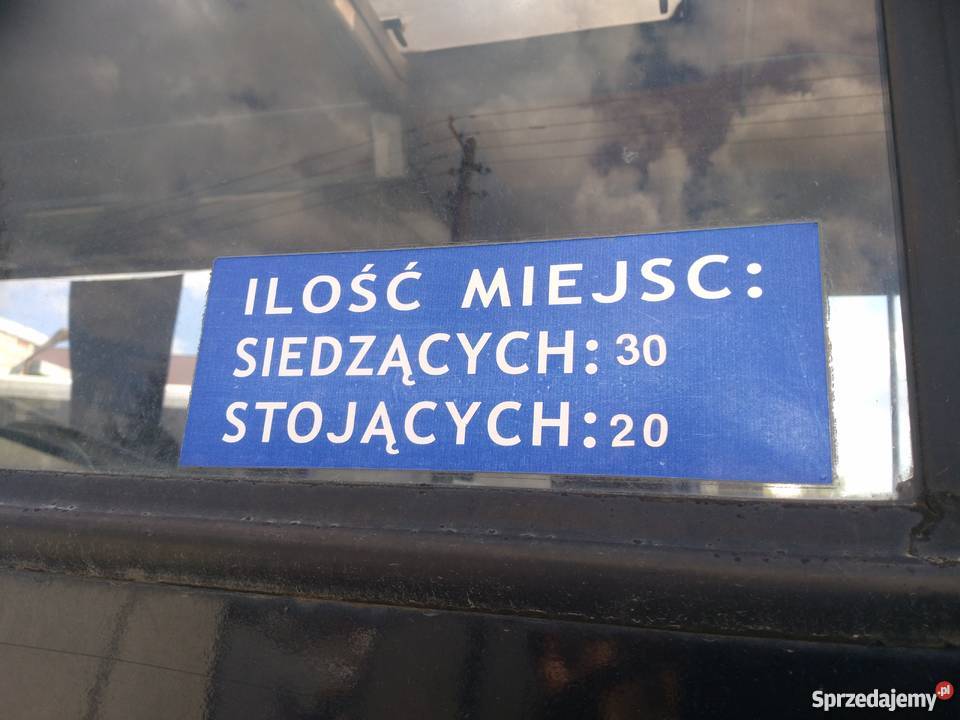 ILOŚĆ MIEJSC:
SIEDZĄCYCH: 30
STOJĄCYCH: 20
Sprzedajemy.pl